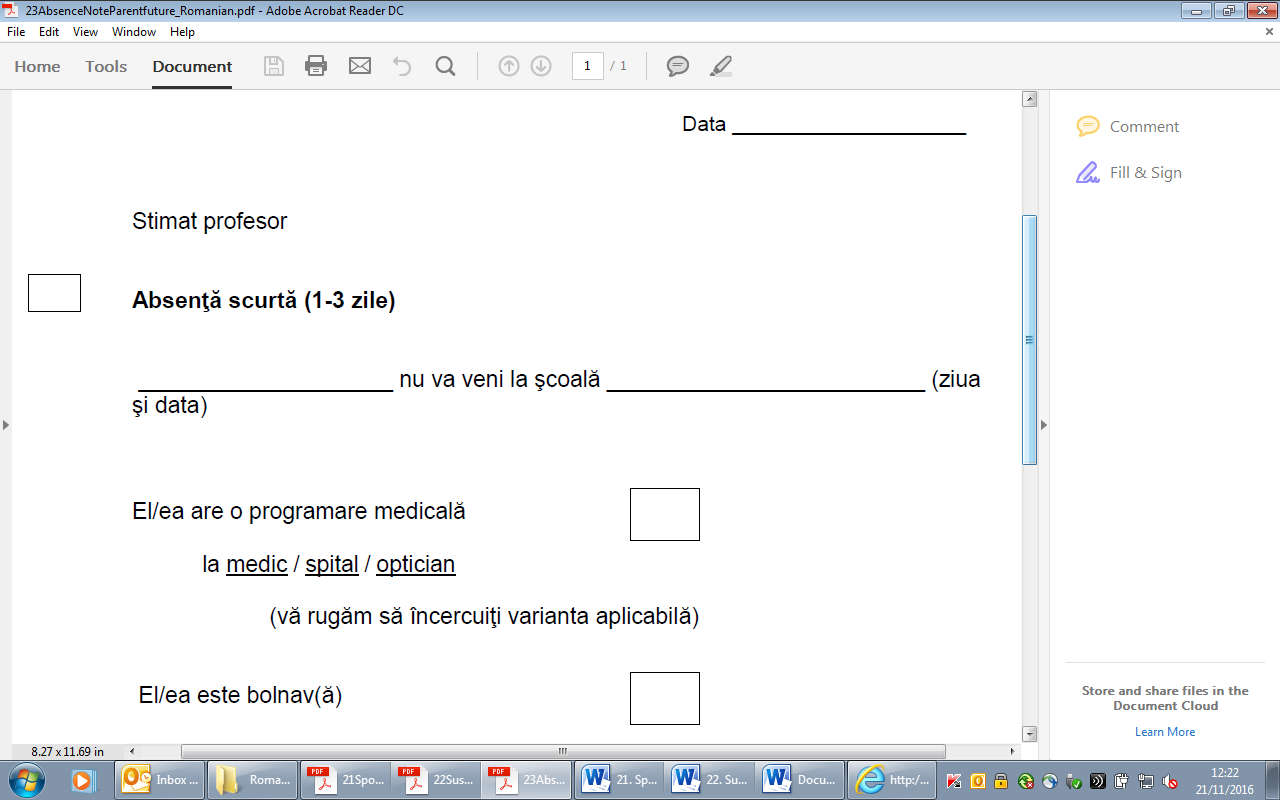 23AbsenceNoteParentfuture_Romanian.pdf - Adobe Acrobat Reader DC
File Edit View Window Help
Home Tools Document 1 / 1
Data ____________________
Comment
Fill & Sign
Stimat profesor
Absenţă scurtă (1-3 zile)
____________________ nu va veni la şcoală _________________________ (ziua
şi data)
El/ea are o programare medicală
la medic / spital / optician
(vă rugăm să încercuiţi varianta aplicabilă)
El/ea este bolnav(ă)
Store and share files in the
Document Cloud
Learn More
8.27 x 11.69 in
Inbox ... Roma... 21Spo... 22Sus... 23Abs... 21. Sp... 22. Su... Docu... http:/...
12:22
21/11/2016